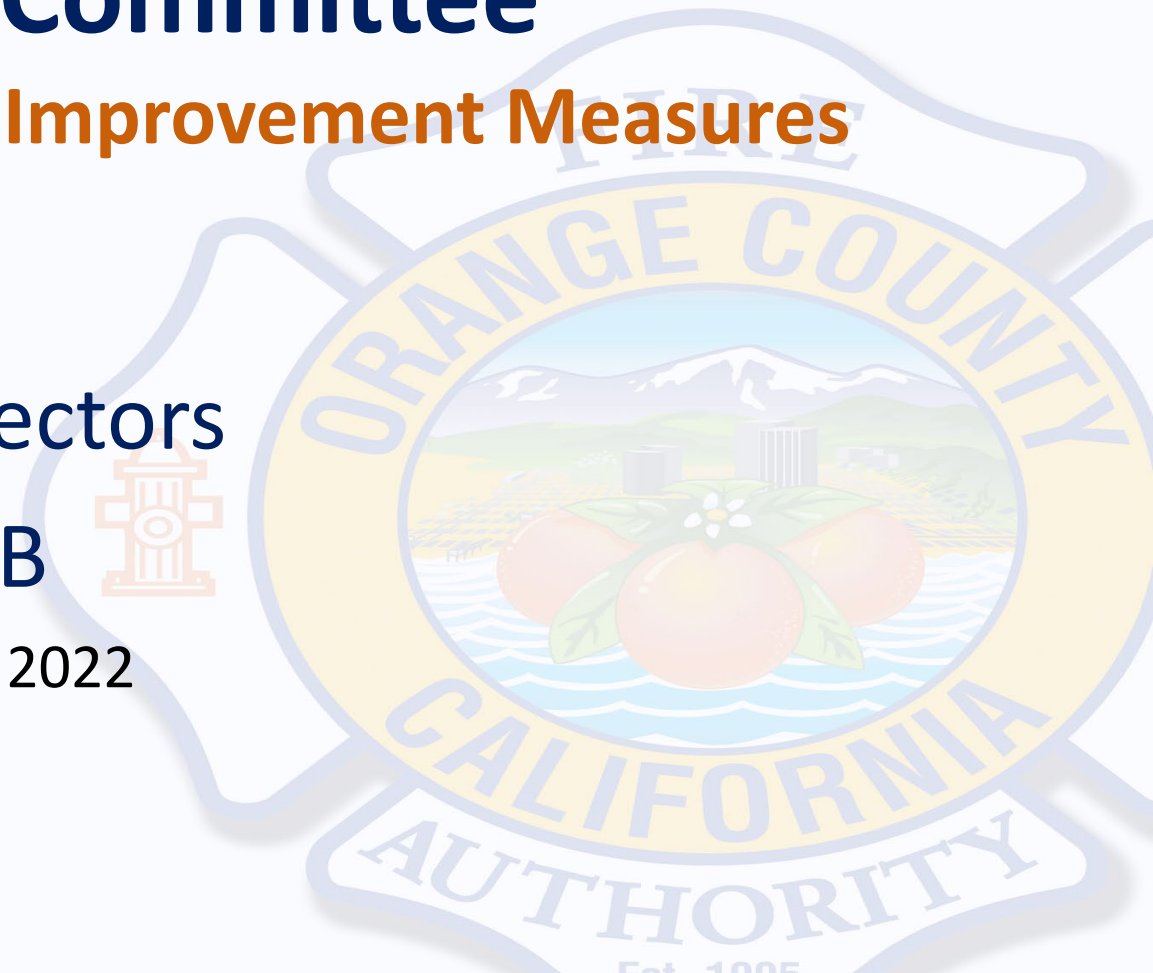 Committee
Improvement Measures
FIRE
ORANGE COUNTY
ectors
B
2022
CALIFORNIA
AUTHORITY